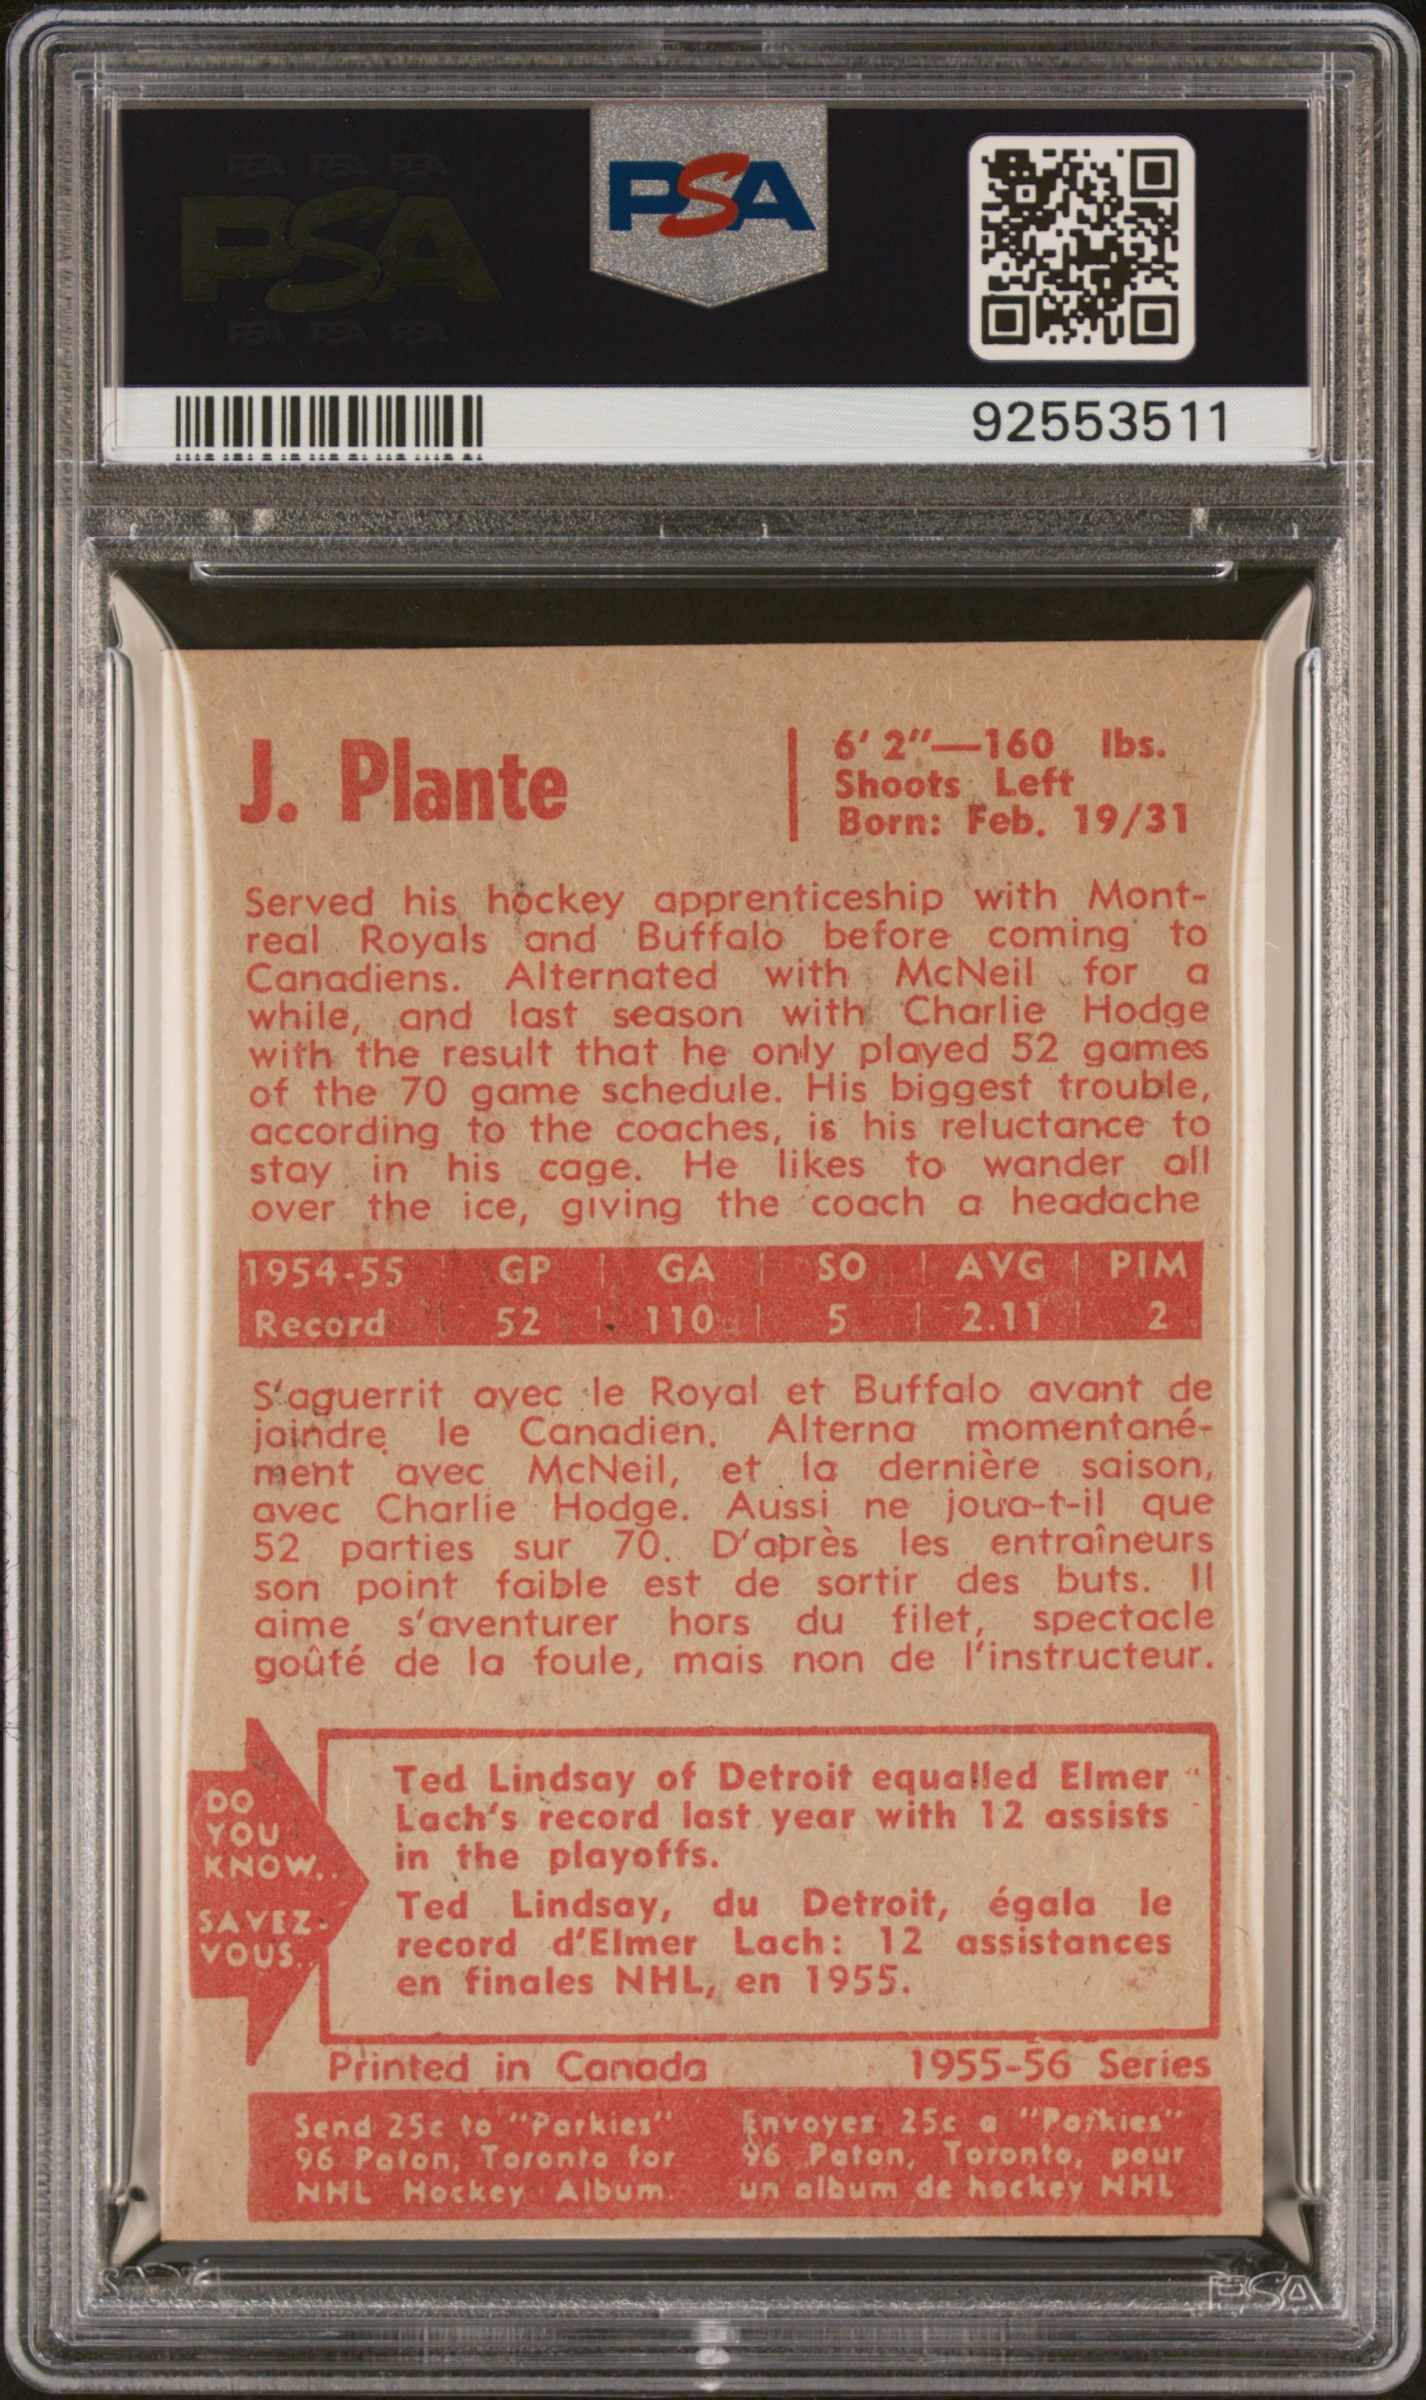 PSA PSA PSA
PSA
PSA PSA PSA
PSA
92553511
J. Plante
6' 2"—160 lbs.
Shoots Left
Born: Feb. 19/31
Served his hockey apprenticeship with Mont-
real Royals and Buffalo before coming to
Canadiens. Alternated with McNeil for a
while, and last season with Charlie Hodge
with the result that he only played 52 games
of the 70 game schedule. His biggest trouble,
according to the coaches, is his reluctance to
stay in his cage. He likes to wander all
over the ice, giving the coach a headache
1954-55 | GP | GA | SO | AVG | PIM
Record | 52 | 110 | 5 | 2.11 | 2
S'aguerrit avec le Royal et Buffalo avant de
joindre le Canadien. Alterna momentané-
ment avec McNeil, et la dernière saison,
avec Charlie Hodge. Aussi ne joua-t-il que
52 parties sur 70. D'après les entraîneurs
son point faible est de sortir des buts. Il
aime s'aventurer hors du filet, spectacle
goûté de la foule, mais non de l'instructeur.
DO
YOU
KNOW..
SAVEZ-
VOUS..
Ted Lindsay of Detroit equalled Elmer
Lach's record last year with 12 assists
in the playoffs.
Ted Lindsay, du Detroit, égala le
record d'Elmer Lach: 12 assistances
en finales NHL, en 1955.
Printed in Canada
1955-56 Series
Send 25c to "Parkies"
96 Paton, Toronto for
NHL Hockey Album.
Envoyez 25c a "Parkies"
96 Paton, Toronto, pour
un album de hockey NHL
PSA